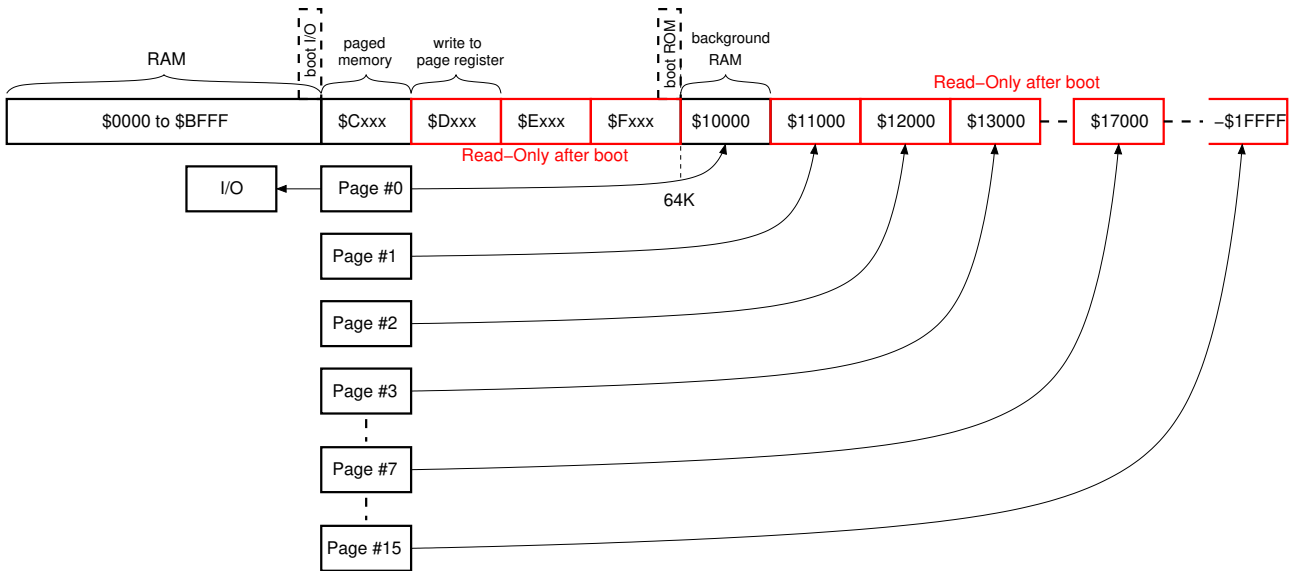 boot I/O
boot ROM
paged
memory
write to
page register
background
RAM
RAM
Read–Only after boot
$0000 to $BFFF
$Cxxx
$Dxxx
$Exxx
$Fxxx
$10000
$11000
$12000
$13000
$17000
–$1FFFF
Read–Only after boot
I/O
Page #0
64K
Page #1
Page #2
Page #3
Page #7
Page #15